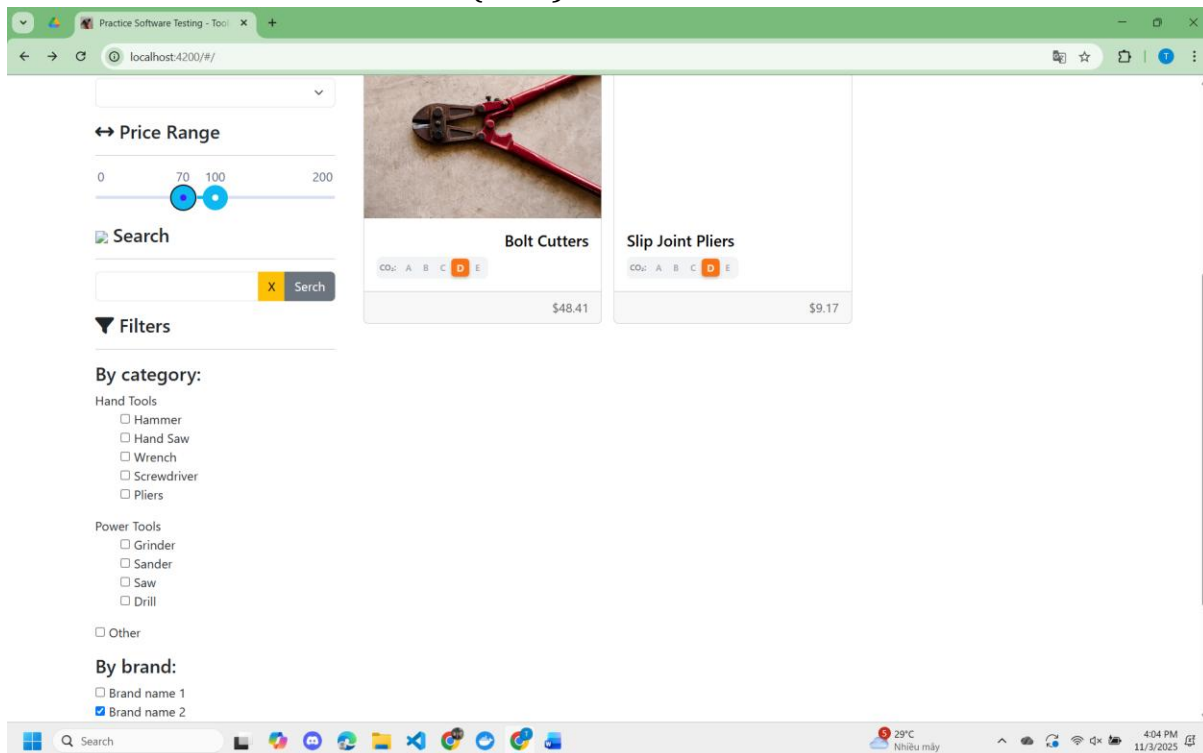 Practice Software Testing - Tool
localhost:4200/#/
T
Price Range
0 70 100 200
Search
X Serch
Filters
By category:
Hand Tools
Hammer
Hand Saw
Wrench
Screwdriver
Pliers
Power Tools
Grinder
Sander
Saw
Drill
Other
By brand:
Brand name 1
Brand name 2
Bolt Cutters
CO₂: A B C D E
$48.41
Slip Joint Pliers
CO₂: A B C D E
$9.17
Search
5
29°C
Nhiều mây
4:04 PM
11/3/2025